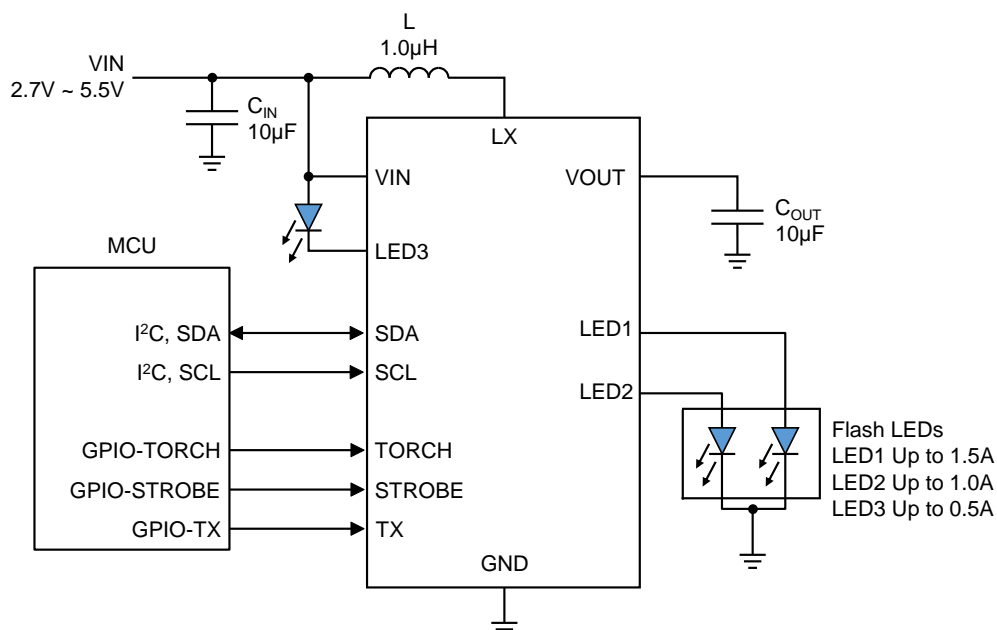 L
1.0µH
VIN
2.7V ~ 5.5V
CIN
10µF
LX
VIN
VOUT
COUT
10µF
MCU
LED3
I²C, SDA
SDA
LED1
I²C, SCL
SCL
LED2
Flash LEDs
LED1 Up to 1.5A
LED2 Up to 1.0A
LED3 Up to 0.5A
GPIO-TORCH
TORCH
GPIO-STROBE
STROBE
GPIO-TX
TX
GND